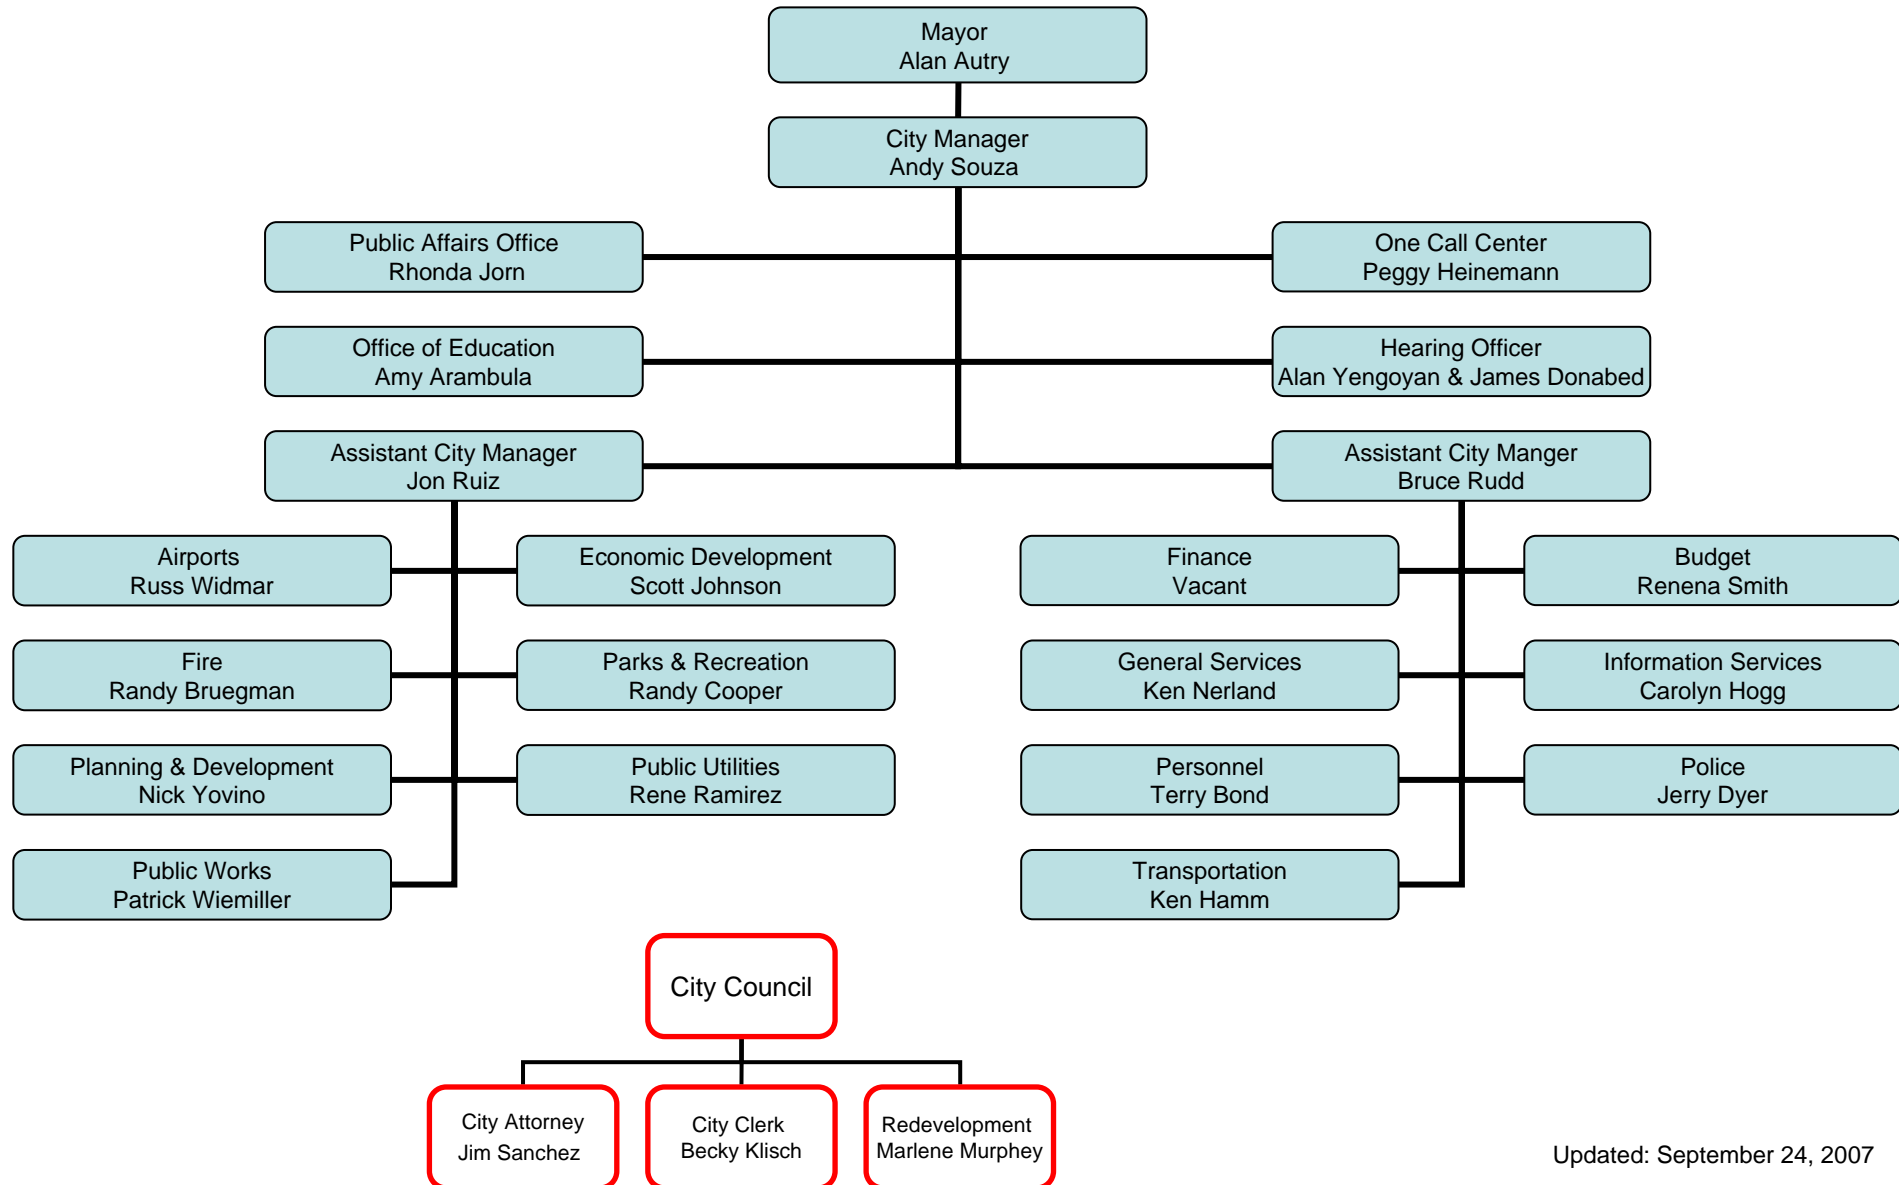 Mayor
Alan Autry
City Manager
Andy Souza
Public Affairs Office
Rhonda Jorn
One Call Center
Peggy Heinemann
Office of Education
Amy Arambula
Hearing Officer
Alan Yengoyan & James Donabed
Assistant City Manager
Jon Ruiz
Assistant City Manger
Bruce Rudd
Airports
Russ Widmar
Economic Development
Scott Johnson
Finance
Vacant
Budget
Renena Smith
Fire
Randy Bruegman
Parks & Recreation
Randy Cooper
General Services
Ken Nerland
Information Services
Carolyn Hogg
Planning & Development
Nick Yovino
Public Utilities
Rene Ramirez
Personnel
Terry Bond
Police
Jerry Dyer
Public Works
Patrick Wiemiller
Transportation
Ken Hamm
City Council
City Attorney
Jim Sanchez
City Clerk
Becky Klisch
Redevelopment
Marlene Murphey
Updated: September 24, 2007